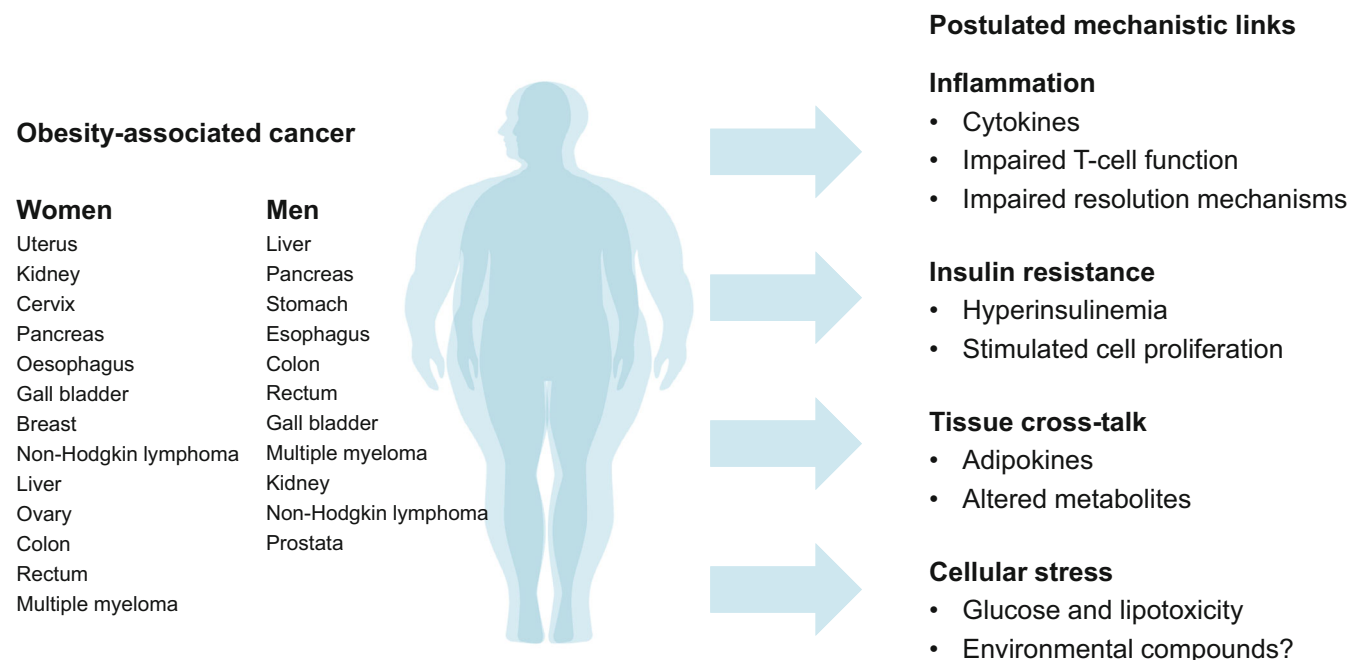 Obesity-associated cancer
Women
Uterus
Kidney
Cervix
Pancreas
Oesophagus
Gall bladder
Breast
Non-Hodgkin lymphoma
Liver
Ovary
Colon
Rectum
Multiple myeloma
Men
Liver
Pancreas
Stomach
Esophagus
Colon
Rectum
Gall bladder
Multiple myeloma
Kidney
Non-Hodgkin lymphoma
Prostata
Postulated mechanistic links
Inflammation
• Cytokines
• Impaired T-cell function
• Impaired resolution mechanisms
Insulin resistance
• Hyperinsulinemia
• Stimulated cell proliferation
Tissue cross-talk
• Adipokines
• Altered metabolites
Cellular stress
• Glucose and lipotoxicity
• Environmental compounds?